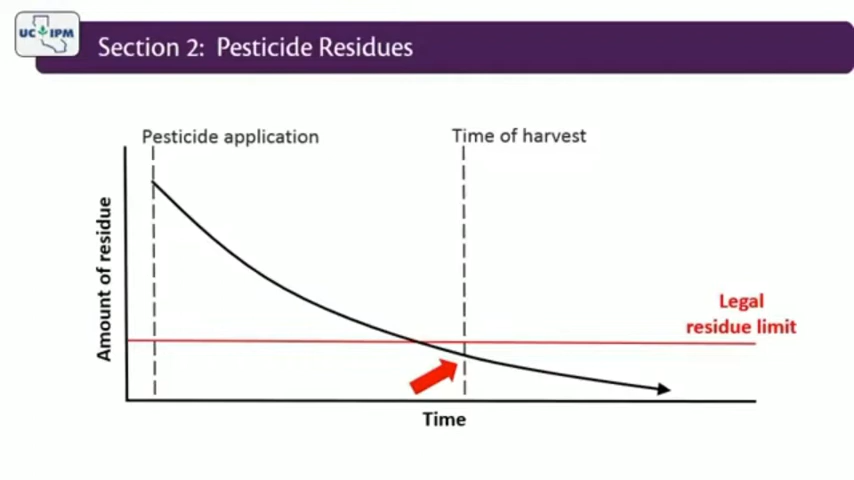 UC IPM
Section 2: Pesticide Residues
Pesticide application
Time of harvest
Amount of residue
Legal
residue limit
Time